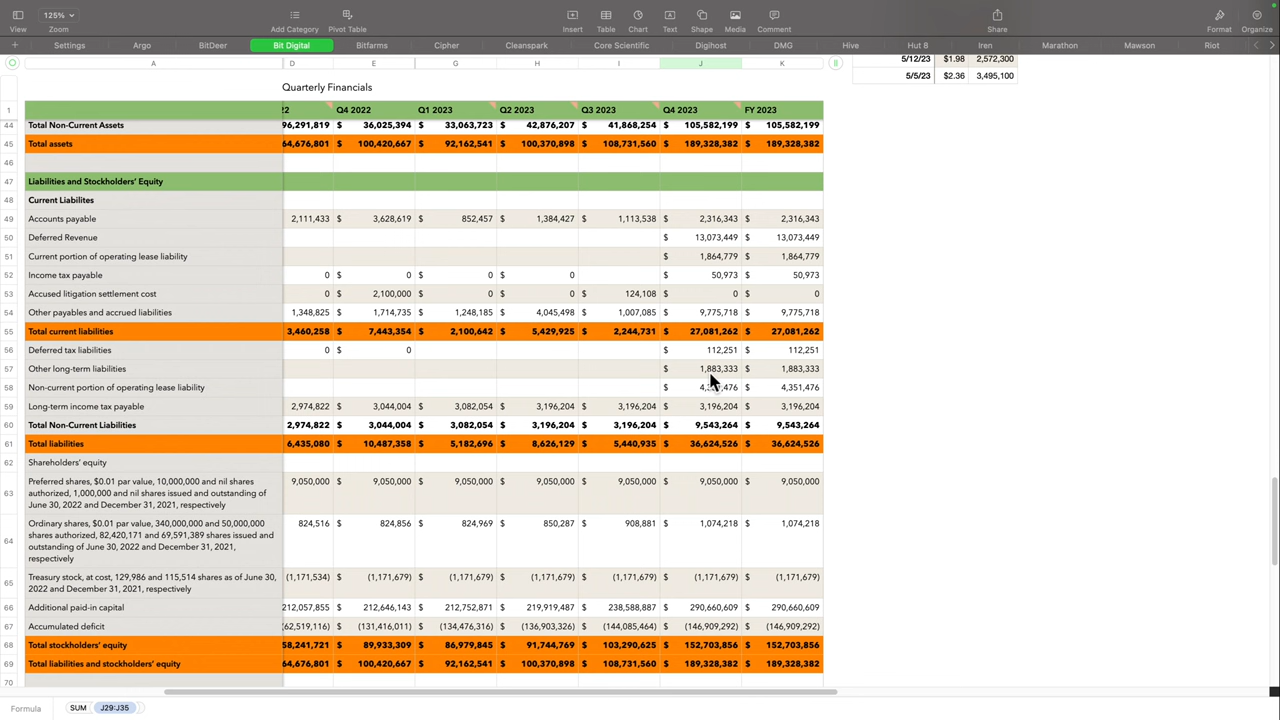 125%
View Zoom Add Category Pivot Table Insert Table Chart Text Shape Media Comment Share Format Organize
+ Settings Argo BitDeer Bit Digital Bitfarms Cipher Cleanspark Core Scientific Digihost DMG Hive Hut 8 Iren Marathon Mawson Riot
5/12/23 $1.98 2,572,300
5/5/23 $2.36 3,495,100
A D E G H I J K
Quarterly Financials
1 22 Q4 2022 Q1 2023 Q2 2023 Q3 2023 Q4 2023 FY 2023
44 Total Non-Current Assets 96,291,819 $ 36,025,394 $ 33,063,723 $ 42,876,207 $ 41,868,254 $ 105,582,199 $ 105,582,199
45 Total assets 64,676,801 $ 100,420,667 $ 92,162,541 $ 100,370,898 $ 108,731,560 $ 189,328,382 $ 189,328,382
46
47 Liabilities and Stockholders' Equity
48 Current Liabilites
49 Accounts payable 2,111,433 $ 3,628,619 $ 852,457 $ 1,384,427 $ 1,113,538 $ 2,316,343 $ 2,316,343
50 Deferred Revenue $ 13,073,449 $ 13,073,449
51 Current portion of operating lease liability $ 1,864,779 $ 1,864,779
52 Income tax payable 0 $ 0 $ 0 $ 0 $ 50,973 $ 50,973
53 Accused litigation settlement cost 0 $ 2,100,000 $ 0 $ 0 $ 124,108 $ 0 $ 0
54 Other payables and accrued liabilities 1,348,825 $ 1,714,735 $ 1,248,185 $ 4,045,498 $ 1,007,085 $ 9,775,718 $ 9,775,718
55 Total current liabilities 3,460,258 $ 7,443,354 $ 2,100,642 $ 5,429,925 $ 2,244,731 $ 27,081,262 $ 27,081,262
56 Deferred tax liabilities 0 $ 0 $ 112,251 $ 112,251
57 Other long-term liabilities $ 1,883,333 $ 1,883,333
58 Non-current portion of operating lease liability $ $ 4,351,476
59 Long-term income tax payable 2,974,822 $ 3,044,004 $ 3,082,054 $ 3,196,204 $ 3,196,204 $ 3,196,204 $ 3,196,204
60 Total Non-Current Liabilities 2,974,822 $ 3,044,004 $ 3,082,054 $ 3,196,204 $ 3,196,204 $ 9,543,264 $ 9,543,264
61 Total liabilities 6,435,080 $ 10,487,358 $ 5,182,696 $ 8,626,129 $ 5,440,935 $ 36,624,526 $ 36,624,526
62 Shareholders' equity
63 Preferred shares, $0.01 par value, 10,000,000 and nil shares 9,050,000 $ 9,050,000 $ 9,050,000 $ 9,050,000 $ 9,050,000 $ 9,050,000 $ 9,050,000
authorized, 1,000,000 and nil shares issued and outstanding of
June 30, 2022 and December 31, 2021, respectively
64 Ordinary shares, $0.01 par value, 340,000,000 and 50,000,000 824,516 $ 824,856 $ 824,969 $ 850,287 $ 908,881 $ 1,074,218 $ 1,074,218
shares authorized, 82,420,171 and 69,591,389 shares issued and
outstanding of June 30, 2022 and December 31, 2021,
respectively
65 Treasury stock, at cost, 129,986 and 115,514 shares as of June 30, (1,171,534) $ (1,171,679) $ (1,171,679) $ (1,171,679) $ (1,171,679) $ (1,171,679) $ (1,171,679)
2022 and December 31, 2021, respectively
66 Additional paid-in capital 212,057,855 $ 212,646,143 $ 212,752,871 $ 219,919,487 $ 238,588,887 $ 290,660,609 $ 290,660,609
67 Accumulated deficit (62,519,116) $ (131,416,011) $ (134,476,316) $ (136,903,326) $ (144,085,464) $ (146,909,292) $ (146,909,292)
68 Total stockholders' equity 58,241,721 $ 89,933,309 $ 86,979,845 $ 91,744,769 $ 103,290,625 $ 152,703,856 $ 152,703,856
69 Total liabilities and stockholders' equity 64,676,801 $ 100,420,667 $ 92,162,541 $ 100,370,898 $ 108,731,560 $ 189,328,382 $ 189,328,382
70
Formula SUM J29:J35